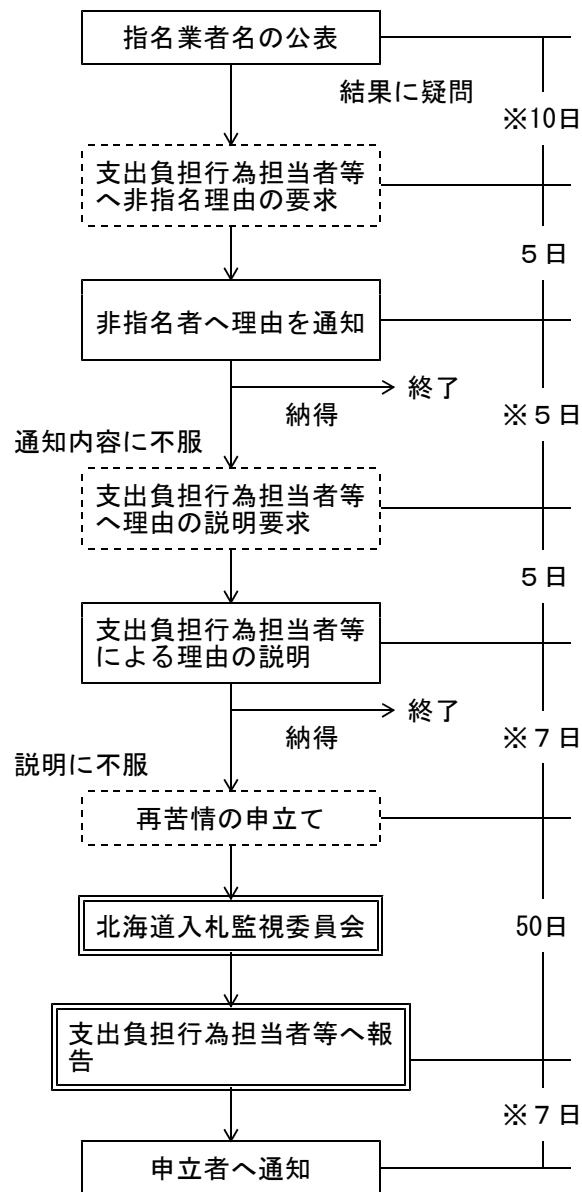 指名業者名の公表
結果に疑問
※10日
支出負担行為担当者等
へ非指名理由の要求
５日
非指名者へ理由を通知
終了
納得
※５日
通知内容に不服
支出負担行為担当者等
へ理由の説明要求
５日
支出負担行為担当者等
による理由の説明
終了
納得
※７日
説明に不服
再苦情の申立て
北海道入札監視委員会
50日
支出負担行為担当者等へ報
告
※７日
申立者へ通知